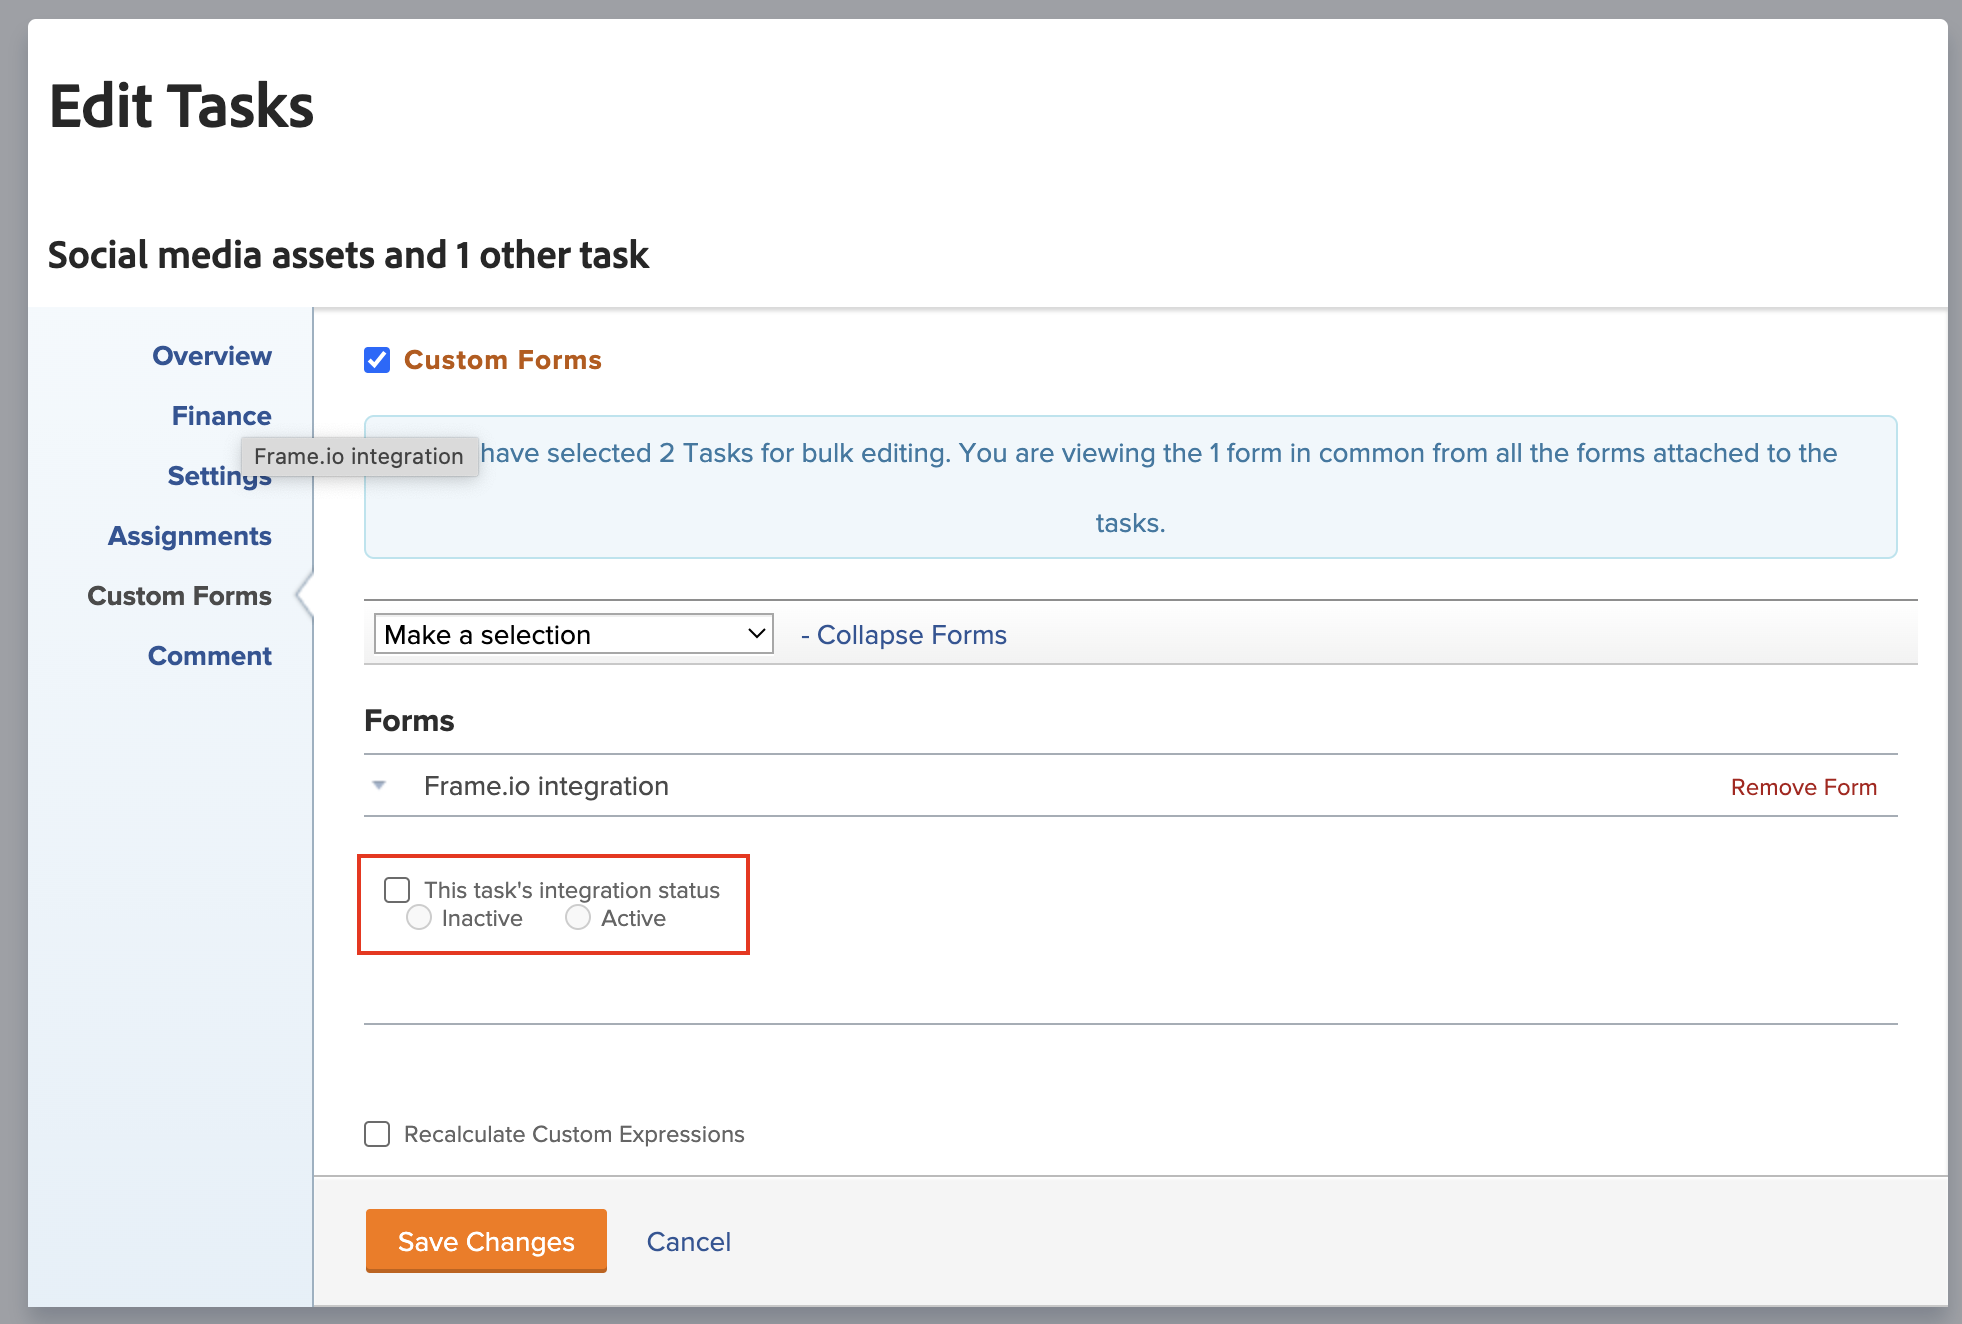 Edit Tasks
Social media assets and 1 other task
Overview
Finance
Settings
Assignments
Custom Forms
Comment
Frame.io integration
Custom Forms
have selected 2 Tasks for bulk editing. You are viewing the 1 form in common from all the forms attached to the
tasks.
Make a selection
- Collapse Forms
Forms
Frame.io integration
Remove Form
This task's integration status
Inactive
Active
Recalculate Custom Expressions
Save Changes
Cancel